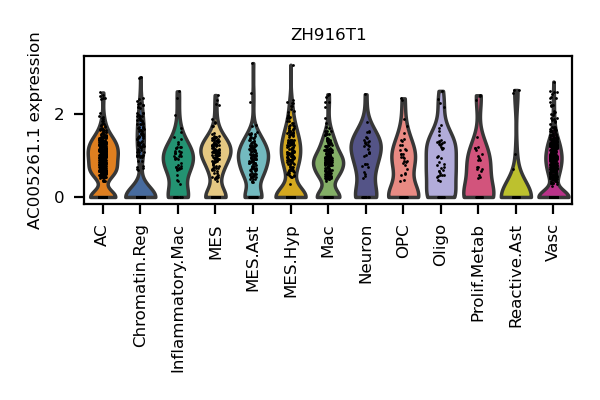 ZH916T1
AC005261.1 expression
2
0
AC
Chromatin.Reg
Inflammatory.Mac
MES
MES.Ast
MES.Hyp
Mac
Neuron
OPC
Oligo
Prolif.Metab
Reactive.Ast
Vasc